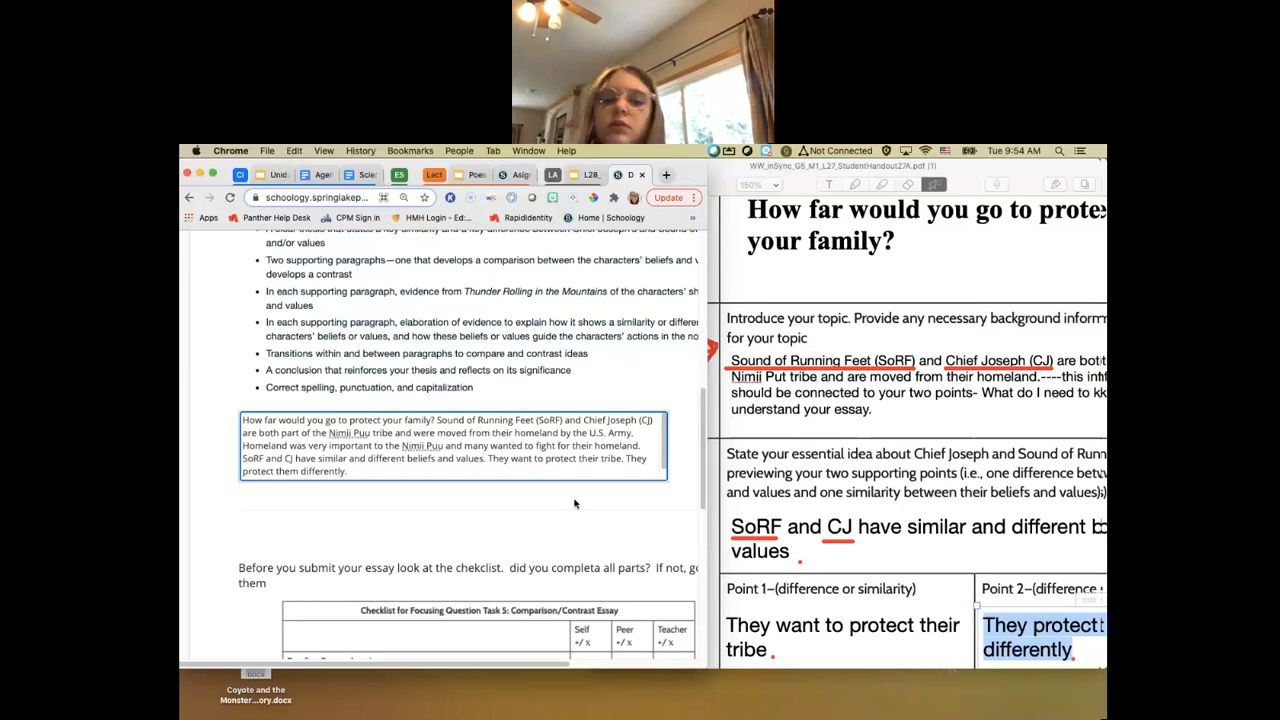 Chrome File Edit View History Bookmarks People Tab Window Help Not Connected Tue 9:54 AM
WW_inSync_G5_M1_L27_StudentHandout27A.pdf (1)
Unid Agen Scien ES Lect Poes Asig LA L28_ D
150%
schoology.springlakep... Update
Apps Panther Help Desk CPM Sign in HMH Login - Ed:... RapidIdentity Home | Schoology
and/or values
Two supporting paragraphs—one that develops a comparison between the characters' beliefs and v
develops a contrast
In each supporting paragraph, evidence from Thunder Rolling in the Mountains of the characters' sh
and values
In each supporting paragraph, elaboration of evidence to explain how it shows a similarity or differen
characters' beliefs or values, and how these beliefs or values guide the characters' actions in the no
Transitions within and between paragraphs to compare and contrast ideas
A conclusion that reinforces your thesis and reflects on its significance
Correct spelling, punctuation, and capitalization
How far would you go to protect your family? Sound of Running Feet (SoRF) and Chief Joseph (CJ)
are both part of the Nimii Puu tribe and were moved from their homeland by the U.S. Army.
Homeland was very important to the Nimii Puu and many wanted to fight for their homeland.
SoRF and CJ have similar and different beliefs and values. They want to protect their tribe. They
protect them differently.
Before you submit your essay look at the chekclist. did you completa all parts? If not, go
them
Checklist for Focusing Question Task 5: Comparison/Contrast Essay
Self Peer Teacher
+/ X +/ X +/ X
How far would you go to prote
your family?
Introduce your topic. Provide any necessary background inform
for your topic
Sound of Running Feet (SoRF) and Chief Joseph (CJ) are bot
Nimii Put tribe and are moved from their homeland.----this inf
should be connected to your two points- What do I need to k
understand your essay.
State your essential idea about Chief Joseph and Sound of Runn
previewing your two supporting points (i.e., one difference betw
and values and one similarity between their beliefs and values)
SoRF and CJ have similar and different b
values .
Point 1–(difference or similarity)
They want to protect their
tribe .
Point 2–(difference
They protect
differently.
DOCX
Coyote and the
Monster...ory.docx